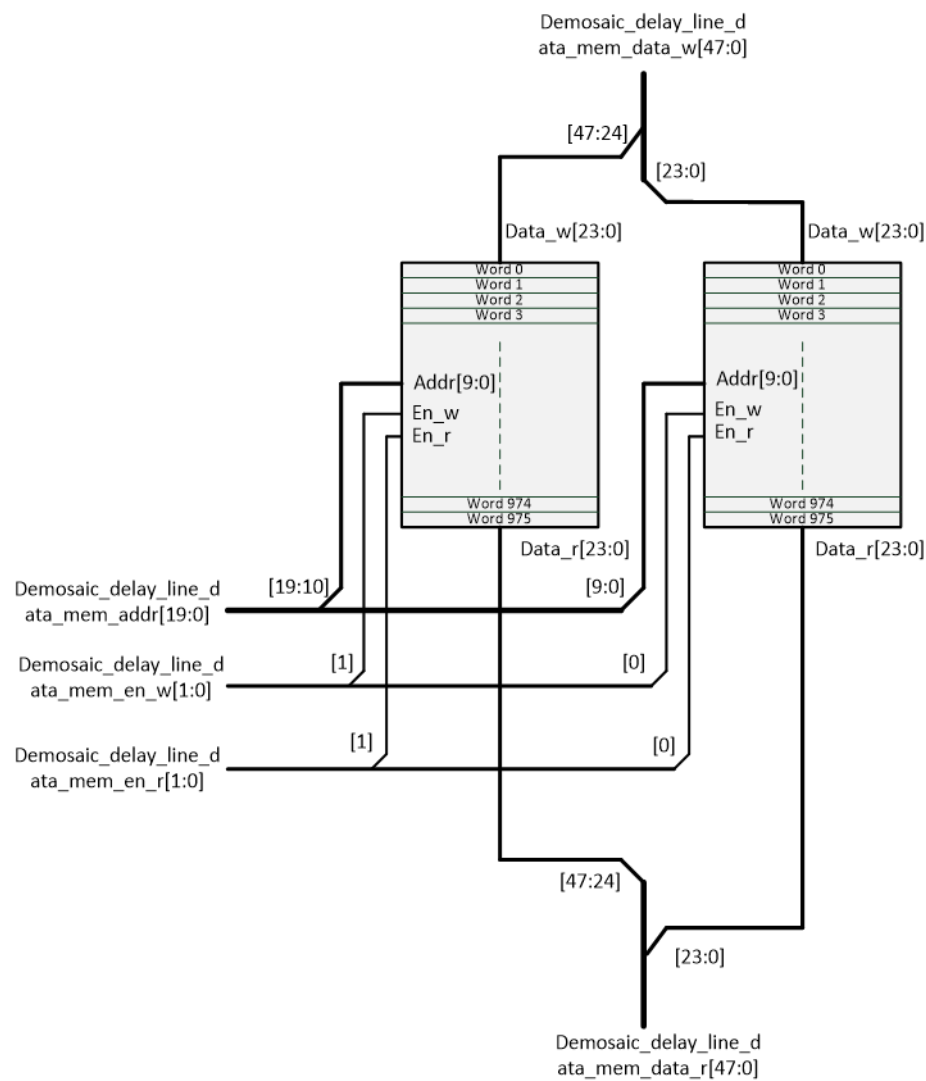 Demosaic_delay_line_d
ata_mem_data_w[47:0]
[47:24]
[23:0]
Data_w[23:0]
Data_w[23:0]
Word 0
Word 1
Word 2
Word 3
Addr[9:0]
En_w
En_r
Word 974
Word 975
Word 0
Word 1
Word 2
Word 3
Addr[9:0]
En_w
En_r
Word 974
Word 975
Data_r[23:0]
Data_r[23:0]
Demosaic_delay_line_d
ata_mem_addr[19:0]
[19:10]
[9:0]
Demosaic_delay_line_d
ata_mem_en_w[1:0]
[1]
[0]
Demosaic_delay_line_d
ata_mem_en_r[1:0]
[1]
[0]
[47:24]
[23:0]
Demosaic_delay_line_d
ata_mem_data_r[47:0]